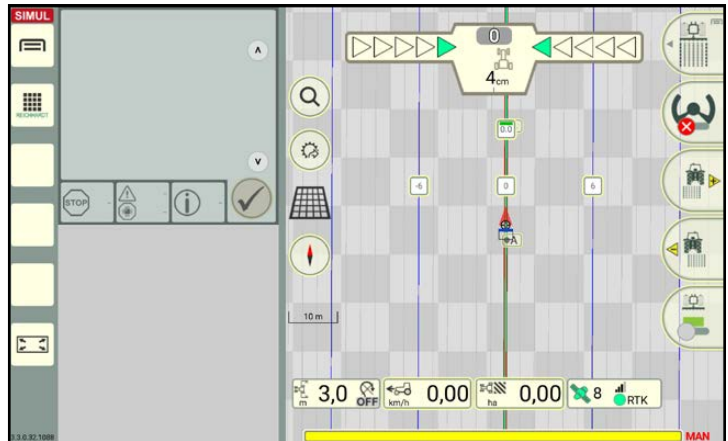 SIMUL
REICHHARDT
STOP
0
4cm
0.0
-6
0
6
A
10 m
m
3,0
OFF
km/h
0,00
ha
0,00
8
RTK
MAN